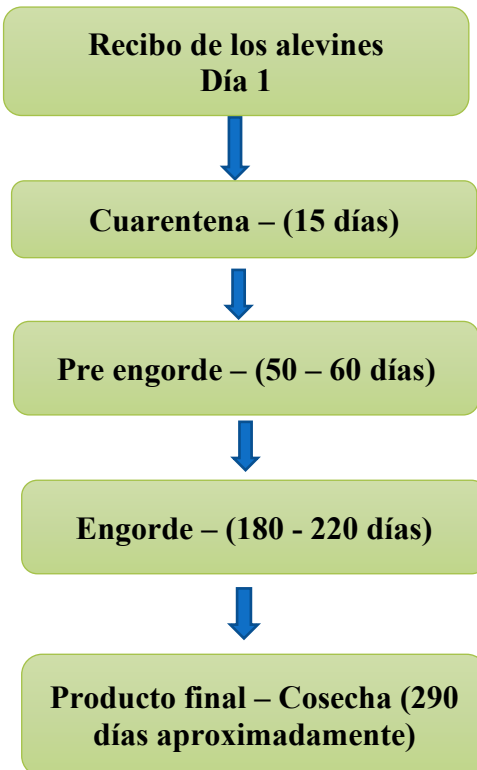 Recibo de los alevines
Día 1
Cuarentena – (15 días)
Pre engorde – (50 – 60 días)
Engorde – (180 - 220 días)
Producto final – Cosecha (290
días aproximadamente)